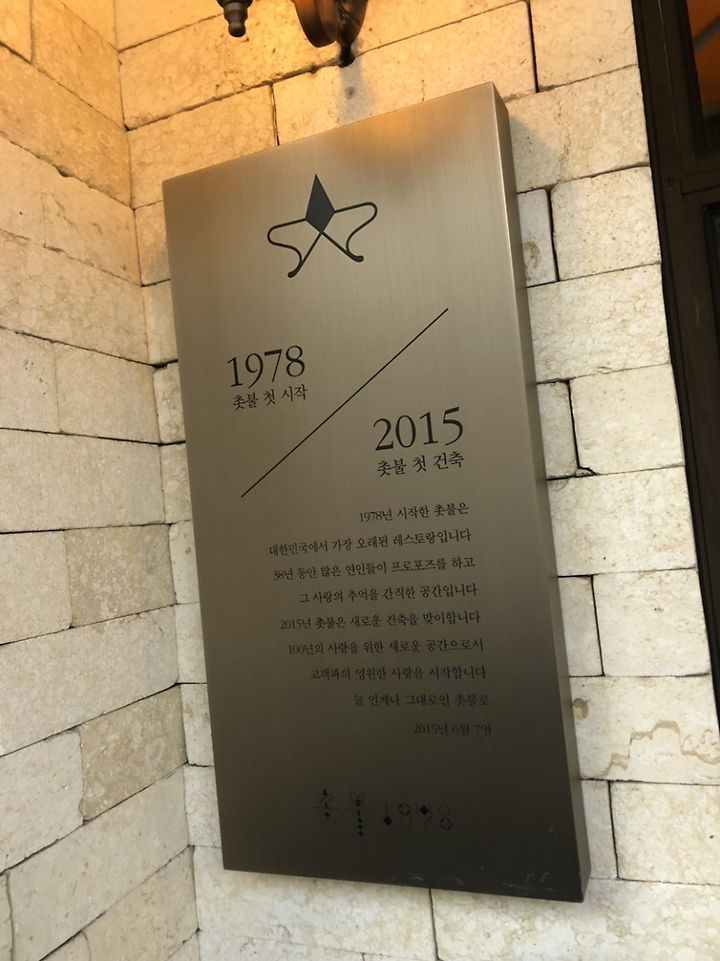 1978
촛불 첫 시작
2015
촛불 첫 건축
1978년 시작한 촛불은
대한민국에서 가장 오래된 레스토랑입니다
38년 동안 많은 연인들이 프로포즈를 하고
그 사랑의 추억을 간직한 공간입니다
2015년 촛불은 새로운 건축을 맞이합니다
100년의 사랑을 위한 새로운 공간으로서
고객과의 영원한 사랑을 시작합니다
늘 언제나 그대로인 촛불로
2015년 6월 7일
촛불 1978